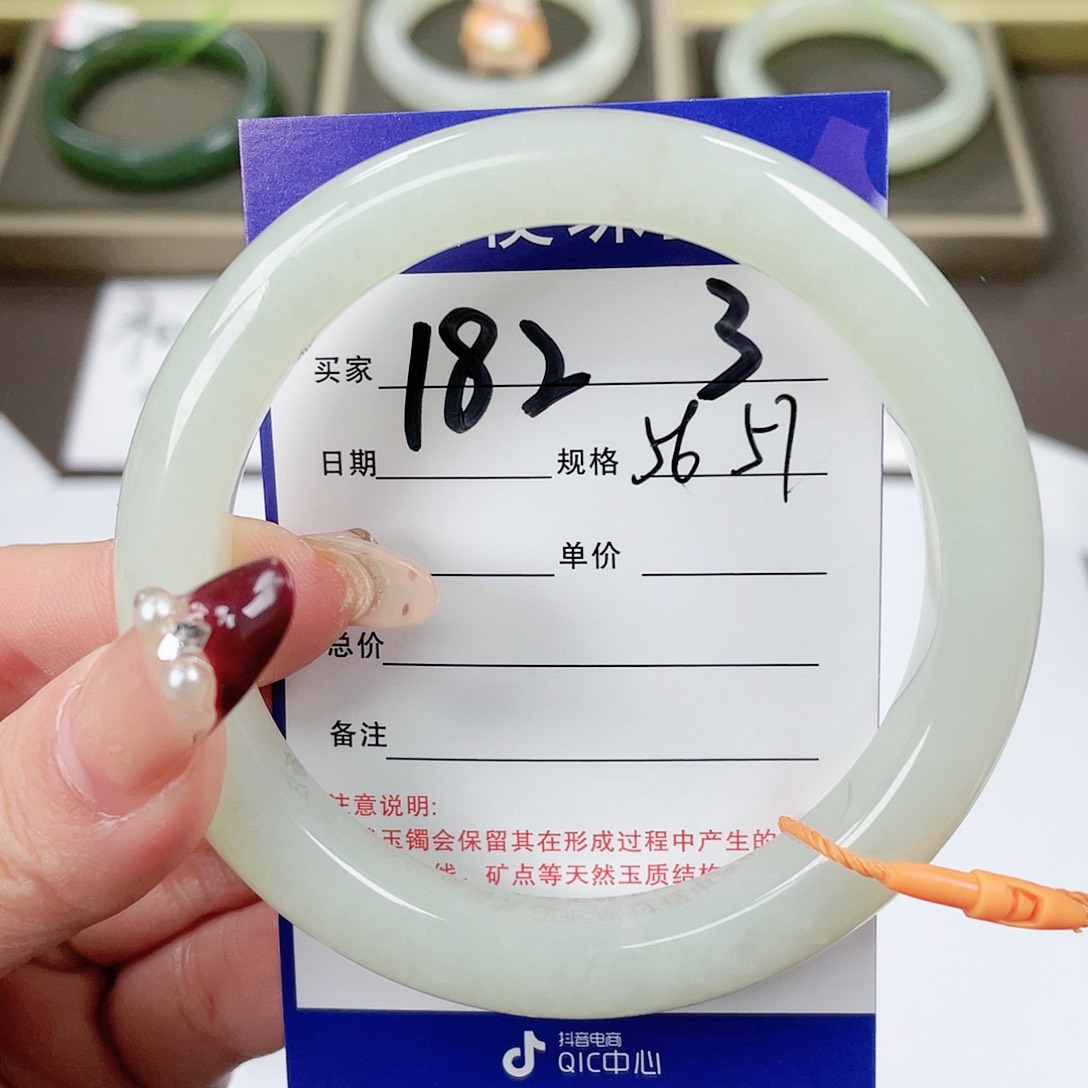 买家 182 3
日期 规格 56 57
单价
总价
备注
注意说明:
玉镯会保留其在形成过程中产生的
线、矿点等天然玉质结构
抖音电商
QIC中心